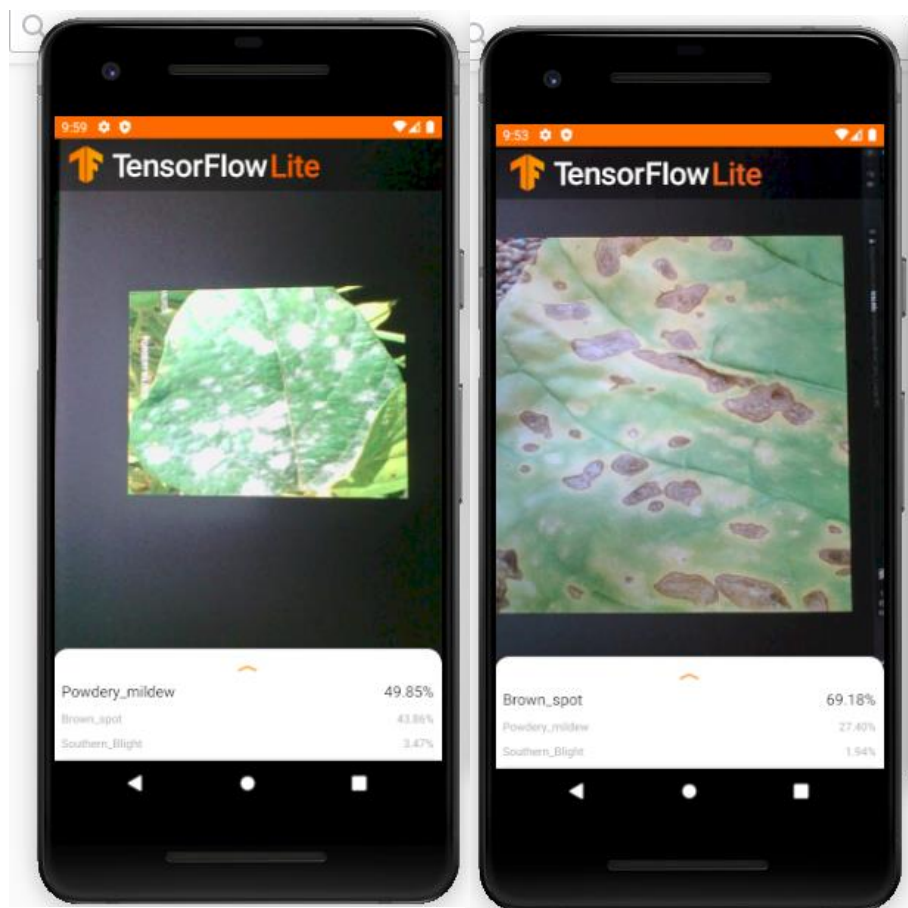 9:59
TensorFlow Lite
Powdery_mildew 49.85%
Brown_spot 43.86%
Southern_Blight 3.47%
9:53
TensorFlow Lite
Brown_spot 69.18%
Powdery_mildew 27.40%
Southern_Blight 1.94%